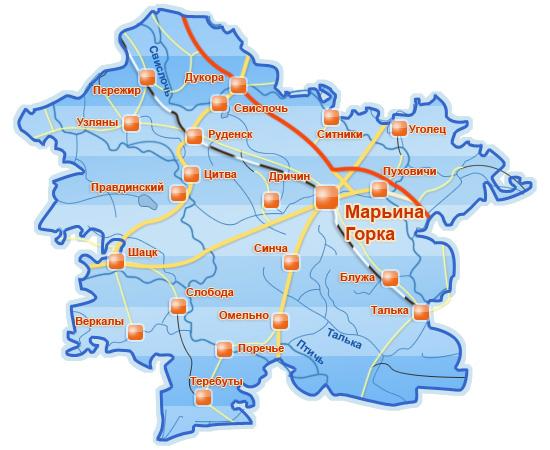 Свислочь
Дукора
Пережир
Свислочь
Узляны
Руденск
Ситники
Уголец
Цитва
Дричин
Пуховичи
Правдинский
Марьина
Горка
Синча
Шацк
Блужа
Слобода
Талька
Омельно
Веркалы
Талька
Поречье
Птичь
Теребуты